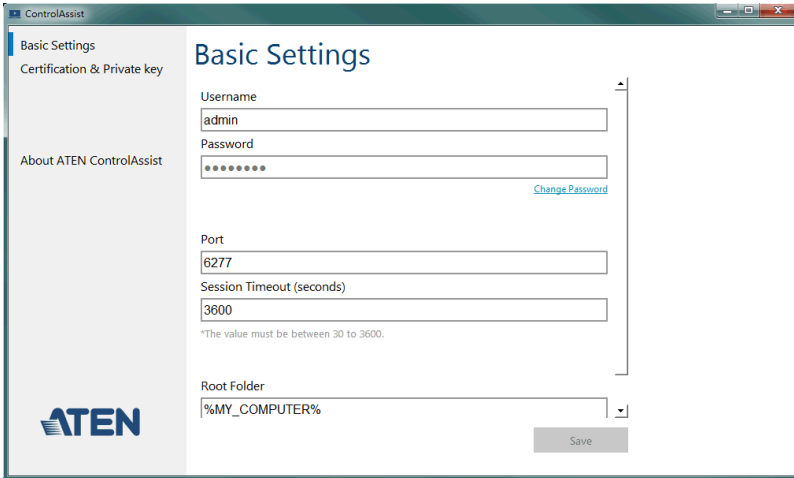 ControlAssist
Basic Settings
Certification & Private key
About ATEN ControlAssist
ATEN
Basic Settings
Username
admin
Password
••••••••
Change Password
Port
6277
Session Timeout (seconds)
3600
*The value must be between 30 to 3600.
Root Folder
%MY_COMPUTER%
Save